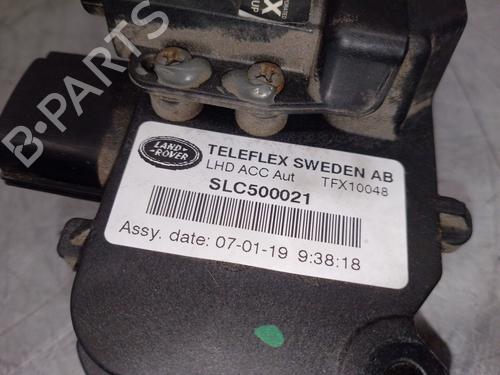 X
UP
B-PARTS
LAND ROVER
TELEFLEX SWEDEN AB
LHD ACC Aut TFX10048
SLC500021
Assy. date: 07-01-19 9:38:18